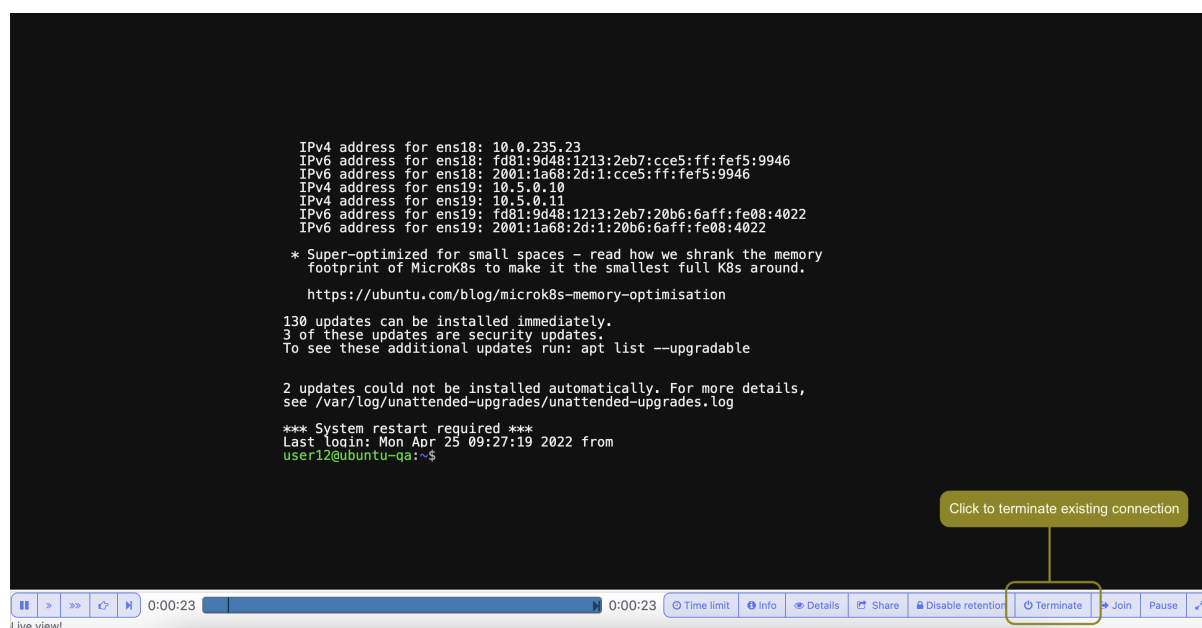 IPv4 address for ens18: 10.0.235.23
IPv6 address for ens18: fd81:9d48:1213:2eb7:cce5:ff:fef5:9946
IPv6 address for ens18: 2001:1a68:2d:1:cce5:ff:fef5:9946
IPv4 address for ens19: 10.5.0.10
IPv4 address for ens19: 10.5.0.11
IPv6 address for ens19: fd81:9d48:1213:2eb7:20b6:6aff:fe08:4022
IPv6 address for ens19: 2001:1a68:2d:1:20b6:6aff:fe08:4022
* Super-optimized for small spaces - read how we shrank the memory
footprint of MicroK8s to make it the smallest full K8s around.
https://ubuntu.com/blog/microk8s-memory-optimisation
130 updates can be installed immediately.
3 of these updates are security updates.
To see these additional updates run: apt list --upgradable
2 updates could not be installed automatically. For more details,
see /var/log/unattended-upgrades/unattended-upgrades.log
*** System restart required ***
Last login: Mon Apr 25 09:27:19 2022 from
user12@ubuntu-qa:~$
Click to terminate existing connection
0:00:23 0:00:23 Time limit Info Details Share Disable retention Terminate Join Pause
Live view!